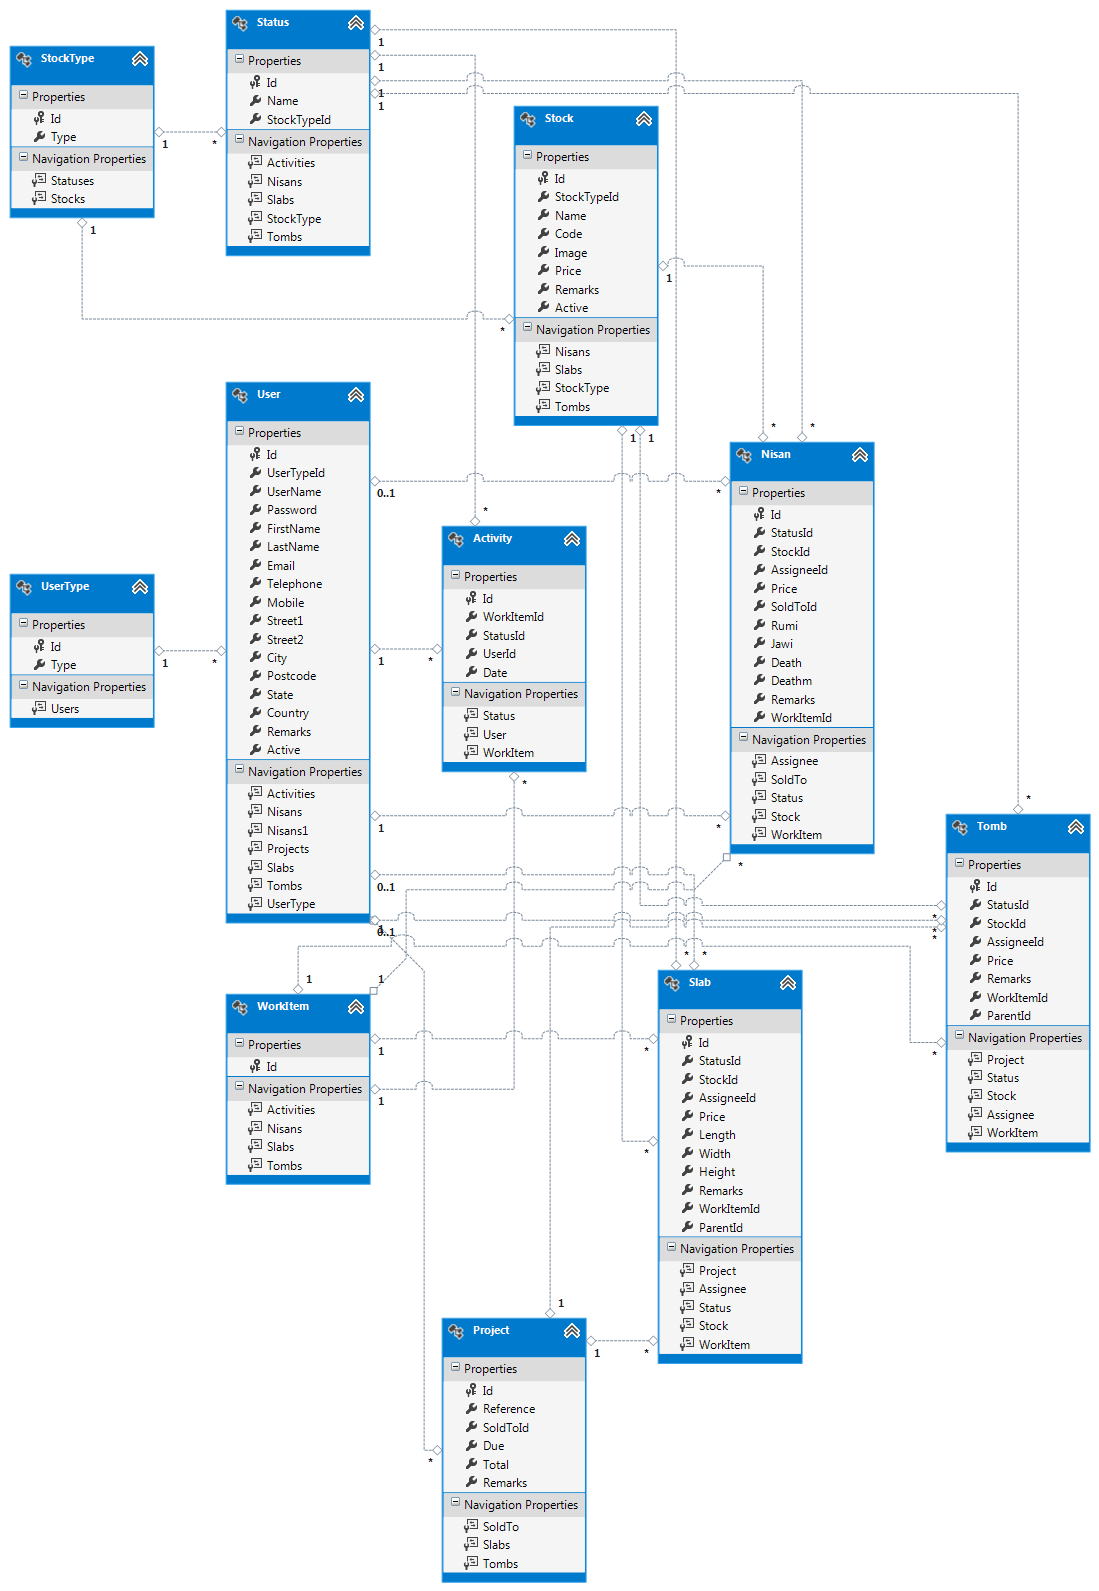 StockType
Properties
Id
Type
Navigation Properties
Statuses
Stocks
1
*
1
Status
Properties
Id
Name
StockTypeId
Navigation Properties
Activities
Nisans
Slabs
StockType
Tombs
1
1
1
1
Stock
Properties
Id
StockTypeId
Name
Code
Image
Price
Remarks
Active
Navigation Properties
Nisans
Slabs
StockType
Tombs
*
1
1
1
User
Properties
Id
UserTypeId
UserName
Password
FirstName
LastName
Email
Telephone
Mobile
Street1
Street2
City
Postcode
State
Country
Remarks
Active
Navigation Properties
Activities
Nisans
Nisans1
Projects
Slabs
Tombs
UserType
0..1
1
1
0..1
1
0..1
UserType
Properties
Id
Type
Navigation Properties
Users
1
*
Activity
Properties
Id
WorkItemId
StatusId
UserId
Date
Navigation Properties
Status
User
WorkItem
*
*
*
Nisan
Properties
Id
StatusId
StockId
AssigneeId
Price
SoldToId
Rumi
Jawi
Death
Deathm
Remarks
WorkItemId
Navigation Properties
Assignee
SoldTo
Status
Stock
WorkItem
*
*
*
*
*
Tomb
Properties
Id
StatusId
StockId
AssigneeId
Price
Remarks
WorkItemId
ParentId
Navigation Properties
Project
Status
Stock
Assignee
WorkItem
*
*
*
*
*
WorkItem
Properties
Id
Navigation Properties
Activities
Nisans
Slabs
Tombs
1
1
1
1
Slab
Properties
Id
StatusId
StockId
AssigneeId
Price
Length
Width
Height
Remarks
WorkItemId
ParentId
Navigation Properties
Project
Assignee
Status
Stock
WorkItem
*
*
*
*
*
Project
Properties
Id
Reference
SoldToId
Due
Total
Remarks
Navigation Properties
SoldTo
Slabs
Tombs
1
1
*